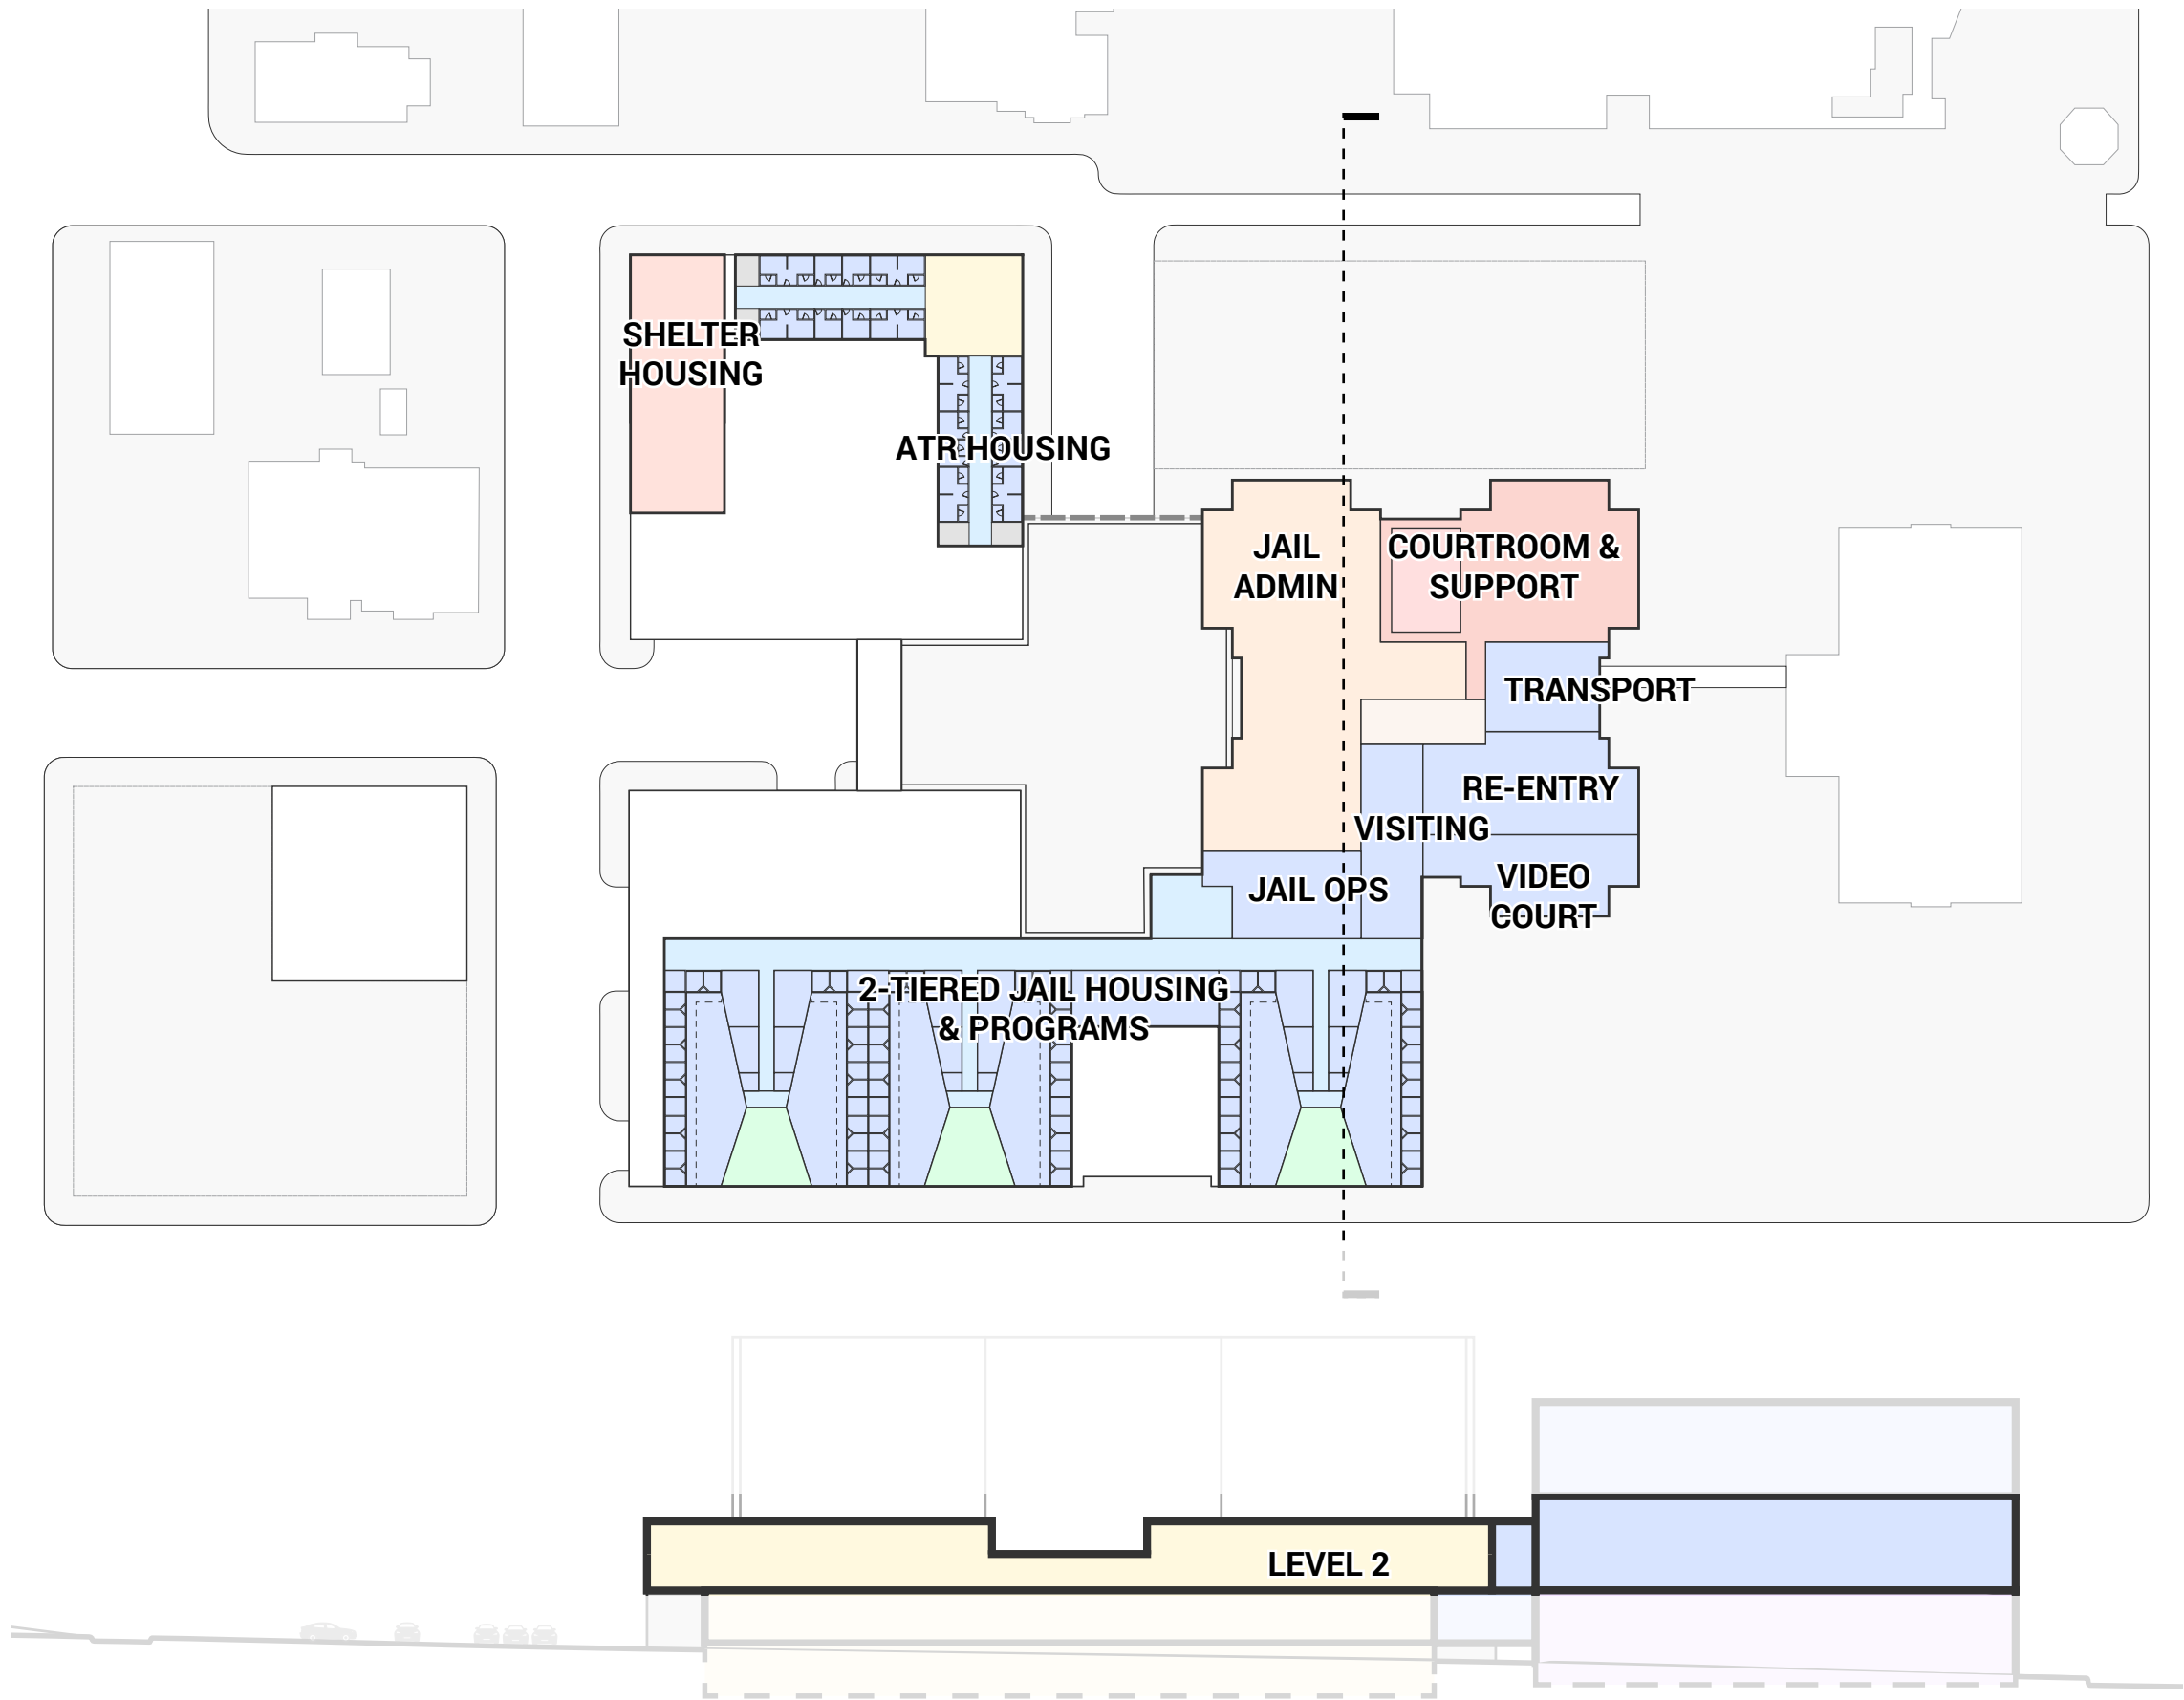 SHELTER
HOUSING
ATR HOUSING
JAIL
ADMIN
COURTROOM &
SUPPORT
TRANSPORT
RE-ENTRY
VISITING
VIDEO
COURT
JAIL OPS
2-TIERED JAIL HOUSING
& PROGRAMS
LEVEL 2